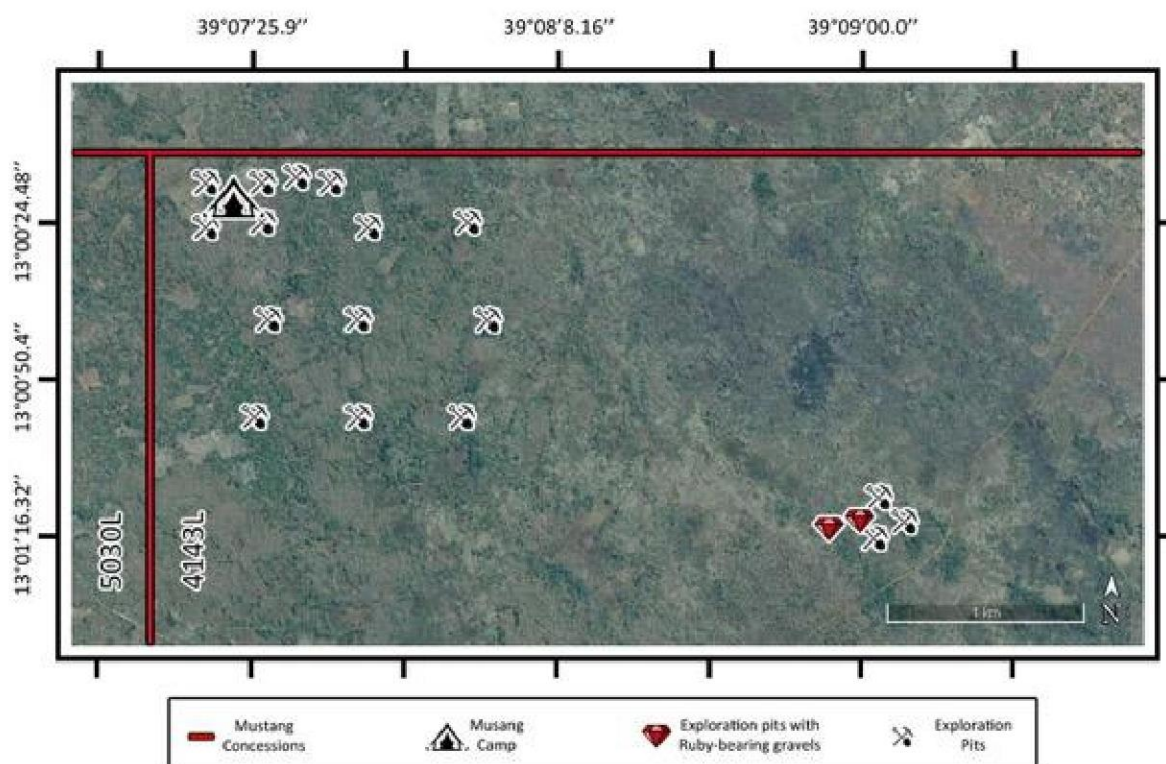 39°07'25.9’’ 39°08'8.16’’ 39°09'00.0’’
13°00'24.48’’
13°00'50.4’’
13°01'16.32’’
5030L
4143L
1 km
N
Mustang
Concessions
Musang
Camp
Exploration pits with
Ruby-bearing gravels
Exploration
Pits